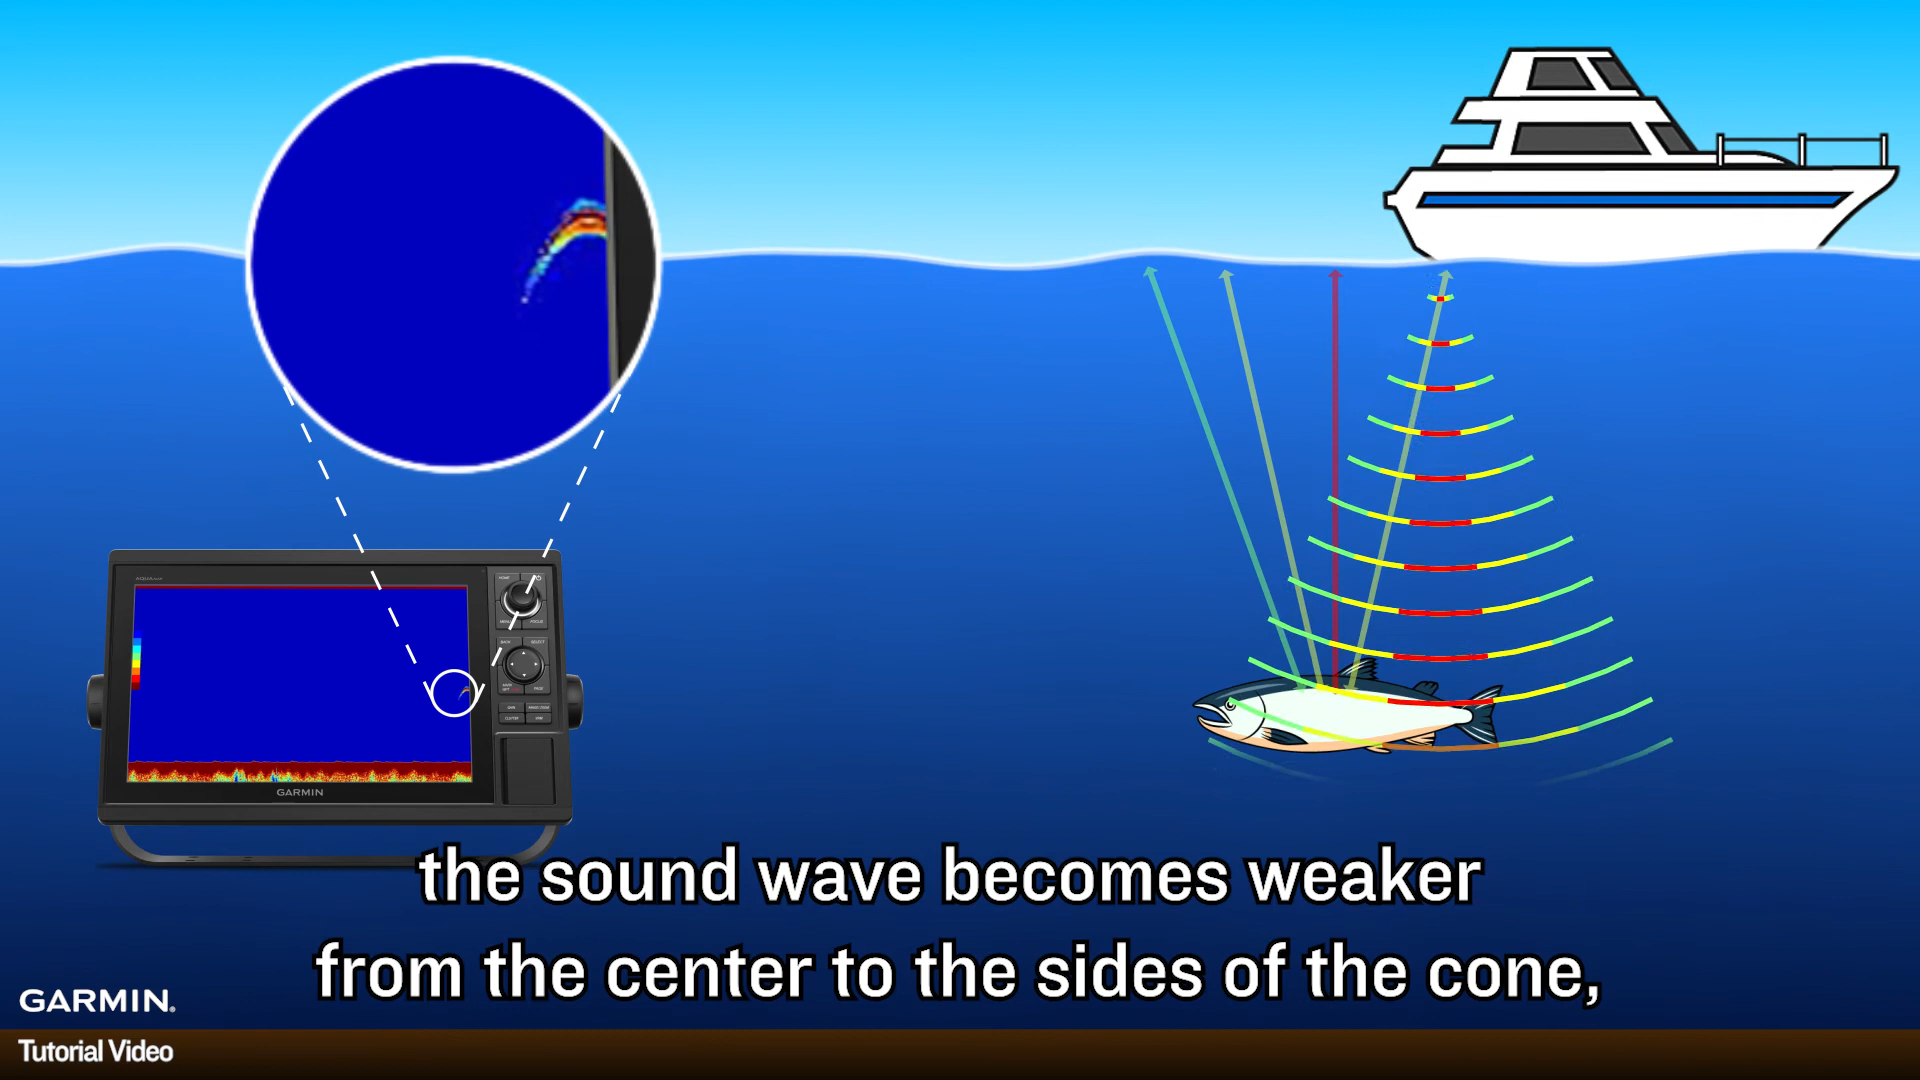 GARMIN
the sound wave becomes weaker
from the center to the sides of the cone,
GARMIN.
Tutorial Video